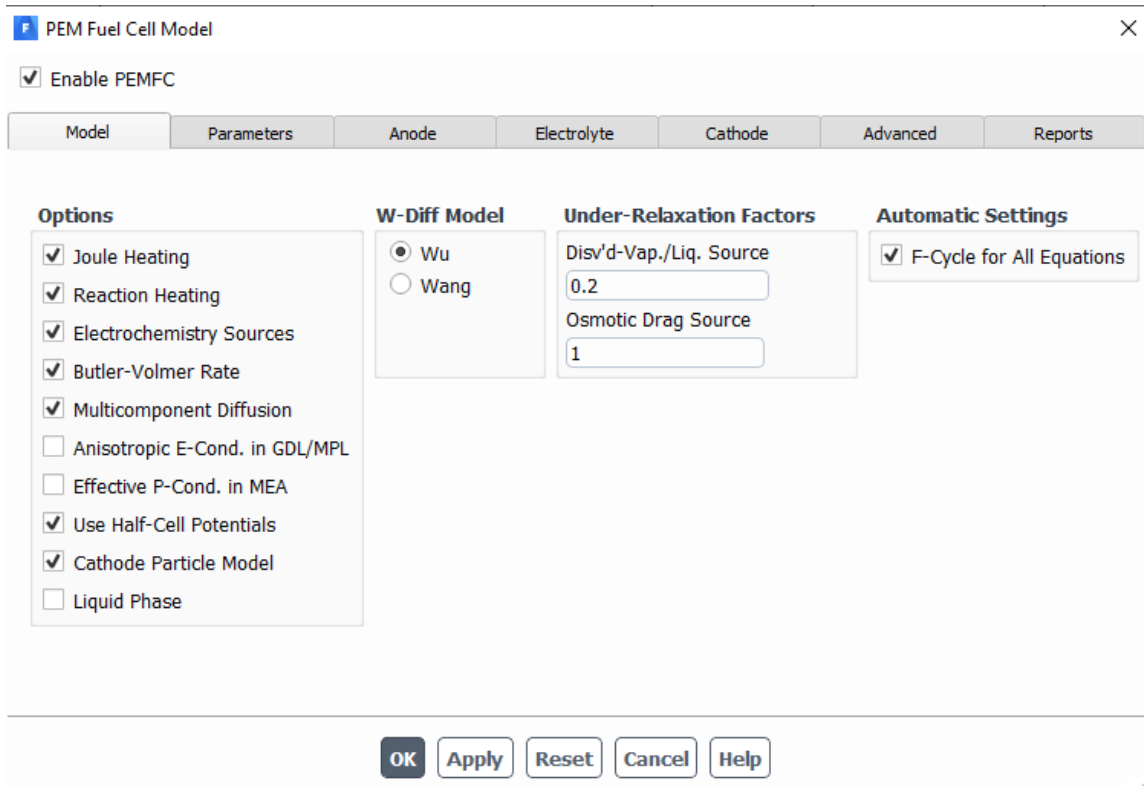 PEM Fuel Cell Model
Enable PEMFC
Model Parameters Anode Electrolyte Cathode Advanced Reports
Options
Joule Heating
Reaction Heating
Electrochemistry Sources
Butler-Volmer Rate
Multicomponent Diffusion
Anisotropic E-Cond. in GDL/MPL
Effective P-Cond. in MEA
Use Half-Cell Potentials
Cathode Particle Model
Liquid Phase
W-Diff Model
Wu
Wang
Under-Relaxation Factors
Disv'd-Vap./Liq. Source
0.2
Osmotic Drag Source
1
Automatic Settings
F-Cycle for All Equations
OK Apply Reset Cancel Help